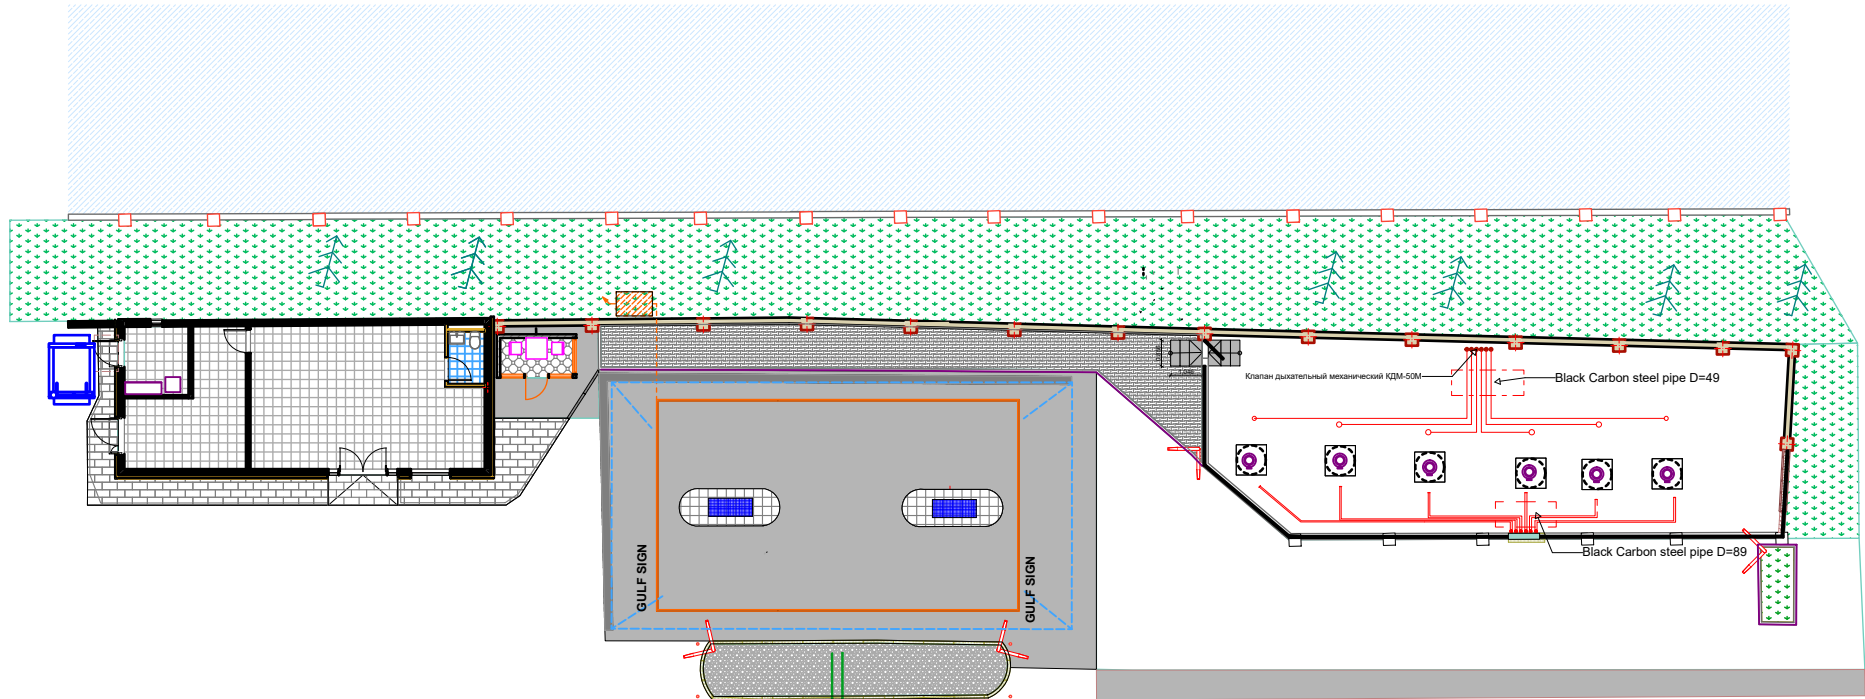 Клапан дыхательный механический КДМ-50М
Black Carbon steel pipe D=49
GULF SIGN
GULF SIGN
Black Carbon steel pipe D=89